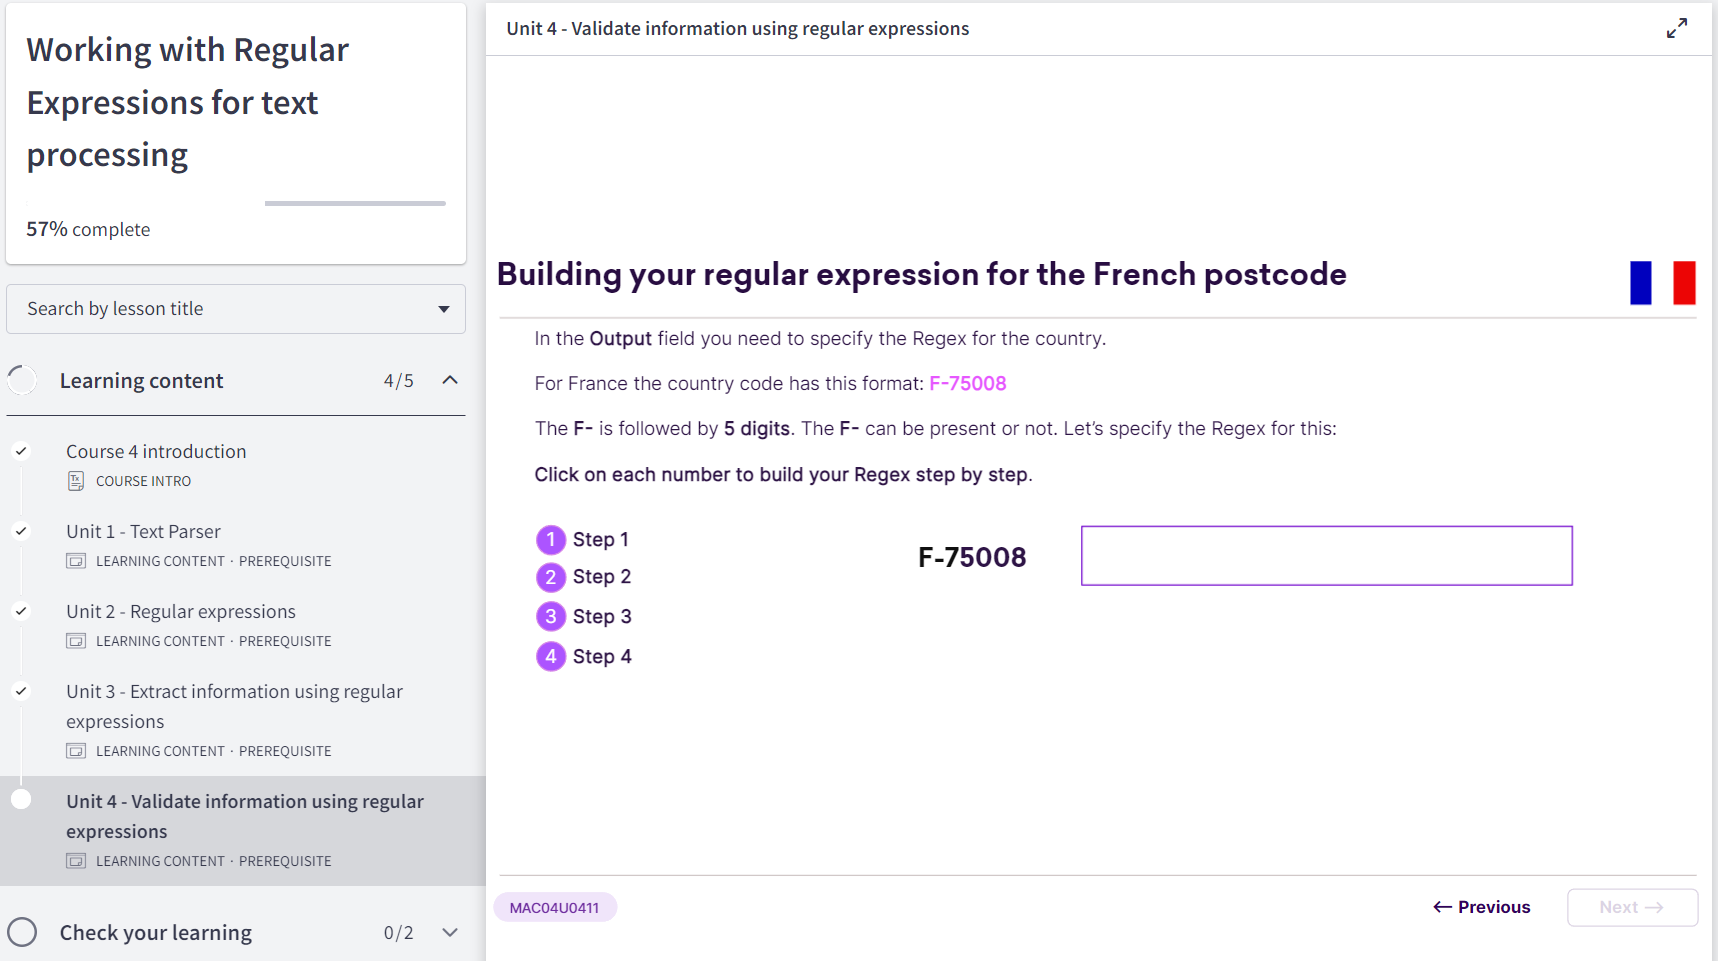 Working with Regular
Expressions for text
processing
57% complete
Search by lesson title
Learning content 4/5
Course 4 introduction
COURSE INTRO
Unit 1 - Text Parser
LEARNING CONTENT · PREREQUISITE
Unit 2 - Regular expressions
LEARNING CONTENT · PREREQUISITE
Unit 3 - Extract information using regular
expressions
LEARNING CONTENT · PREREQUISITE
Unit 4 - Validate information using regular
expressions
LEARNING CONTENT · PREREQUISITE
Check your learning 0/2
Unit 4 - Validate information using regular expressions
Building your regular expression for the French postcode
In the Output field you need to specify the Regex for the country.
For France the country code has this format: F-75008
The F- is followed by 5 digits. The F- can be present or not. Let's specify the Regex for this:
Click on each number to build your Regex step by step.
1 Step 1
2 Step 2
3 Step 3
4 Step 4
F-75008
MAC04U0411
← Previous
Next →